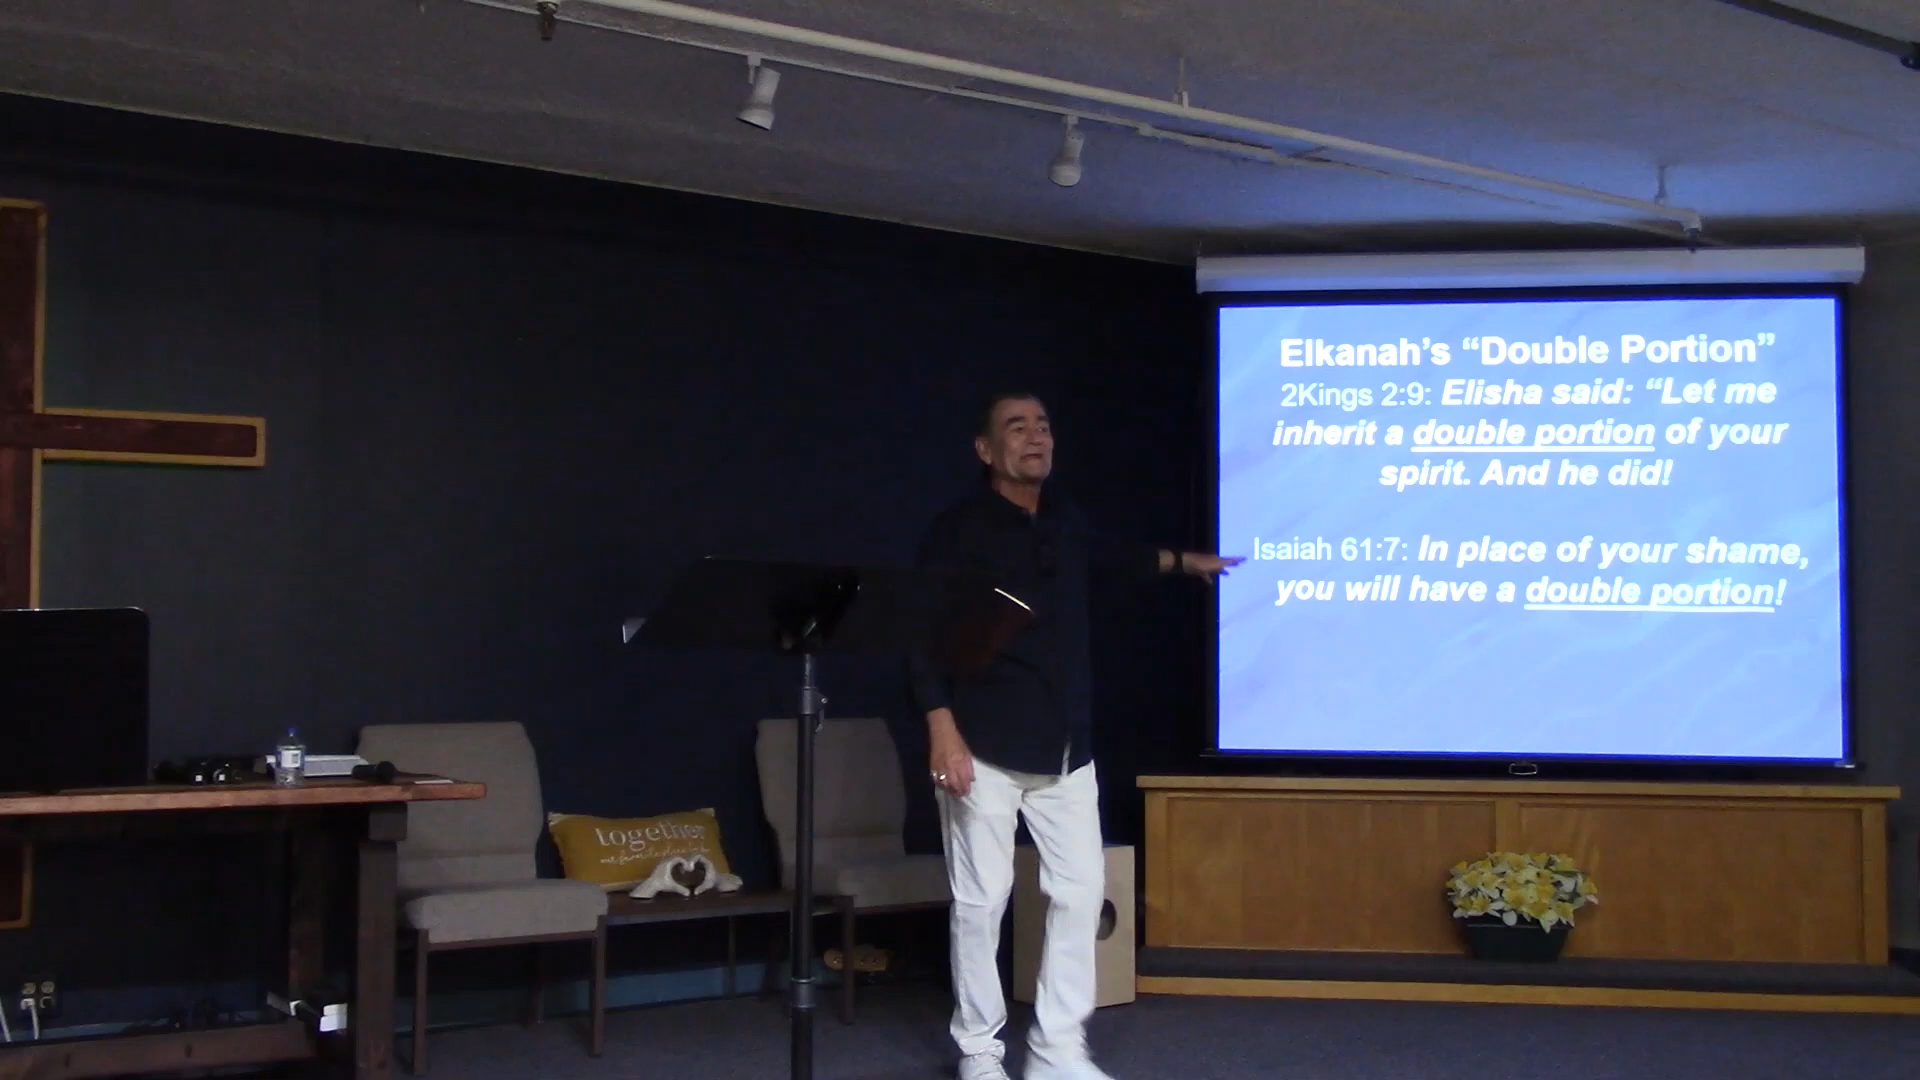 Elkanah's “Double Portion”
2Kings 2:9: Elisha said: “Let me
inherit a double portion of your
spirit. And he did!
Isaiah 61:7: In place of your shame,
you will have a double portion!
together